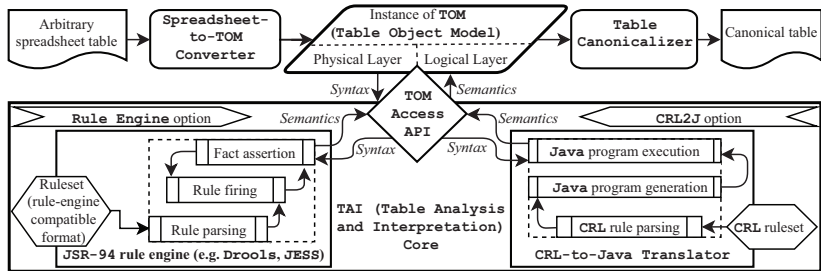 Arbitrary
spreadsheet table
Spreadsheet-
to-TOM
Converter
Instance of TOM
(Table Object Model)
Physical Layer
Logical Layer
Table
Canonicalizer
Canonical table
Syntax
Semantics
TOM
Access
API
Rule Engine option
CRL2J option
Semantics
Syntax
Semantics
Syntax
Fact assertion
Rule firing
Rule parsing
Ruleset
(rule-engine
compatible
format)
JSR-94 rule engine (e.g. Drools, JESS)
TAI (Table Analysis
and Interpretation)
Core
Java program execution
Java program generation
CRL rule parsing
CRL ruleset
CRL-to-Java Translator